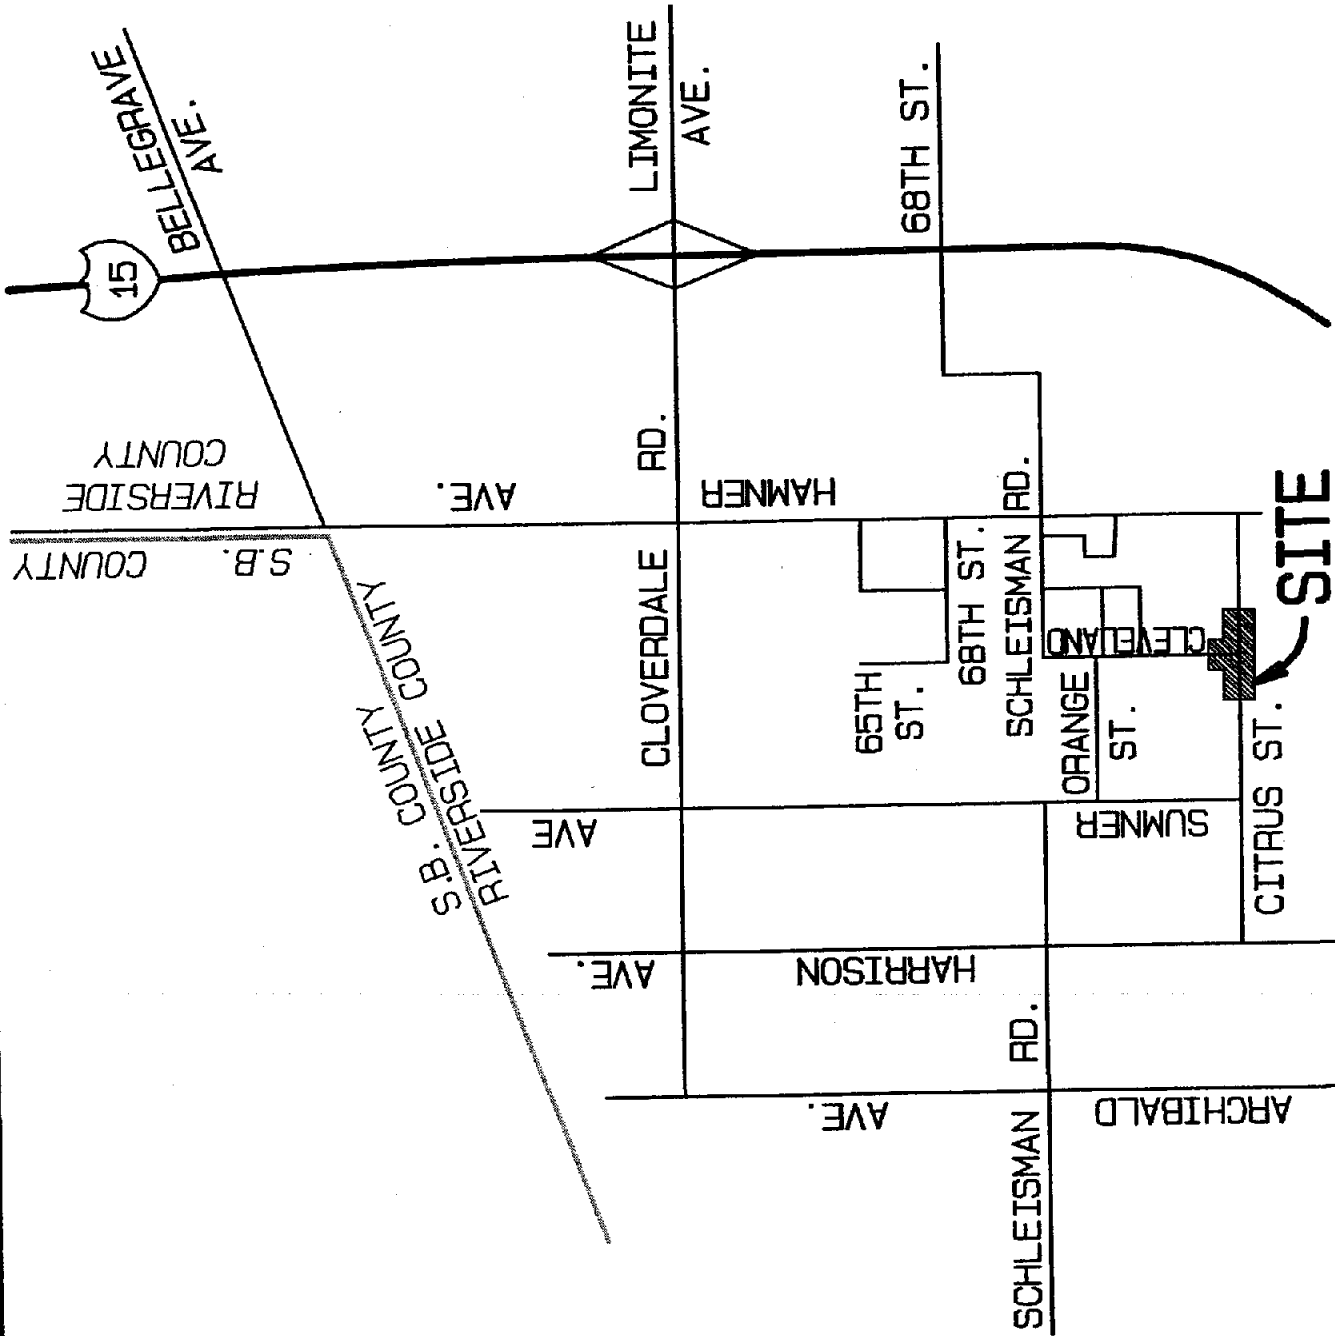 BELLEGRAVE
AVE.
15
LIMONITE
AVE.
68TH ST.
RIVERSIDE
COUNTY
S.B. COUNTY
S.B. COUNTY
RIVERSIDE COUNTY
HAMNER AVE.
CLOVERDALE RD.
65TH
ST.
68TH ST.
SCHLEISMAN RD.
CLEVELAND
ORANGE
ST.
SITE
CITRUS ST.
SUMNER AVE
HARRISON AVE.
ARCHIBALD AVE.
SCHLEISMAN RD.